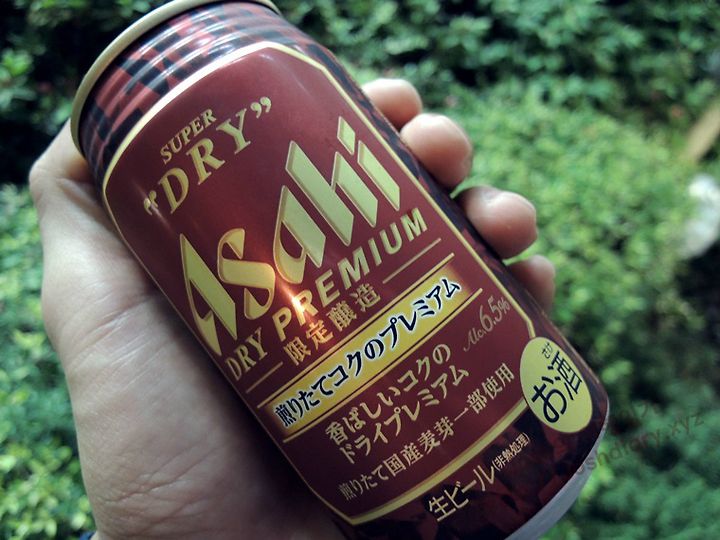 SUPER
"DRY"
Asahi
DRY PREMIUM
限定醸造
煎りたてコクのプレミアム
Alc.6.5%
香ばしいコクの
ドライプレミアム
煎りたて国産麦芽一部使用
生ビール(非熱処理)
お酒